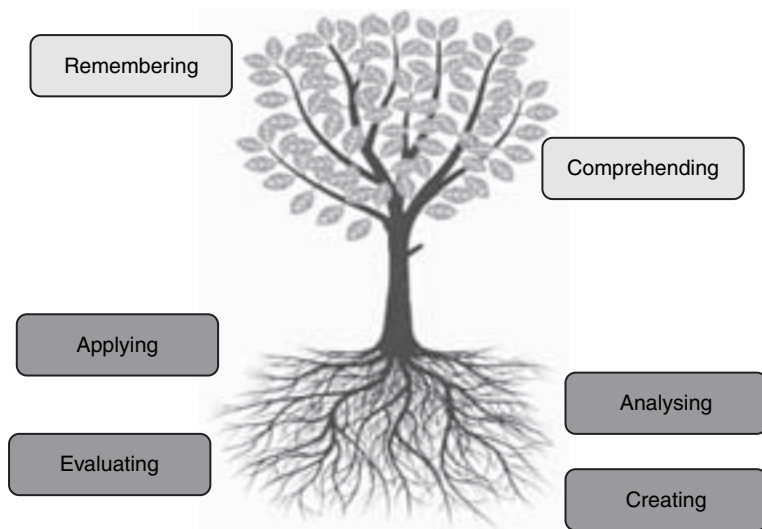 Remembering
Comprehending
Applying
Analysing
Evaluating
Creating